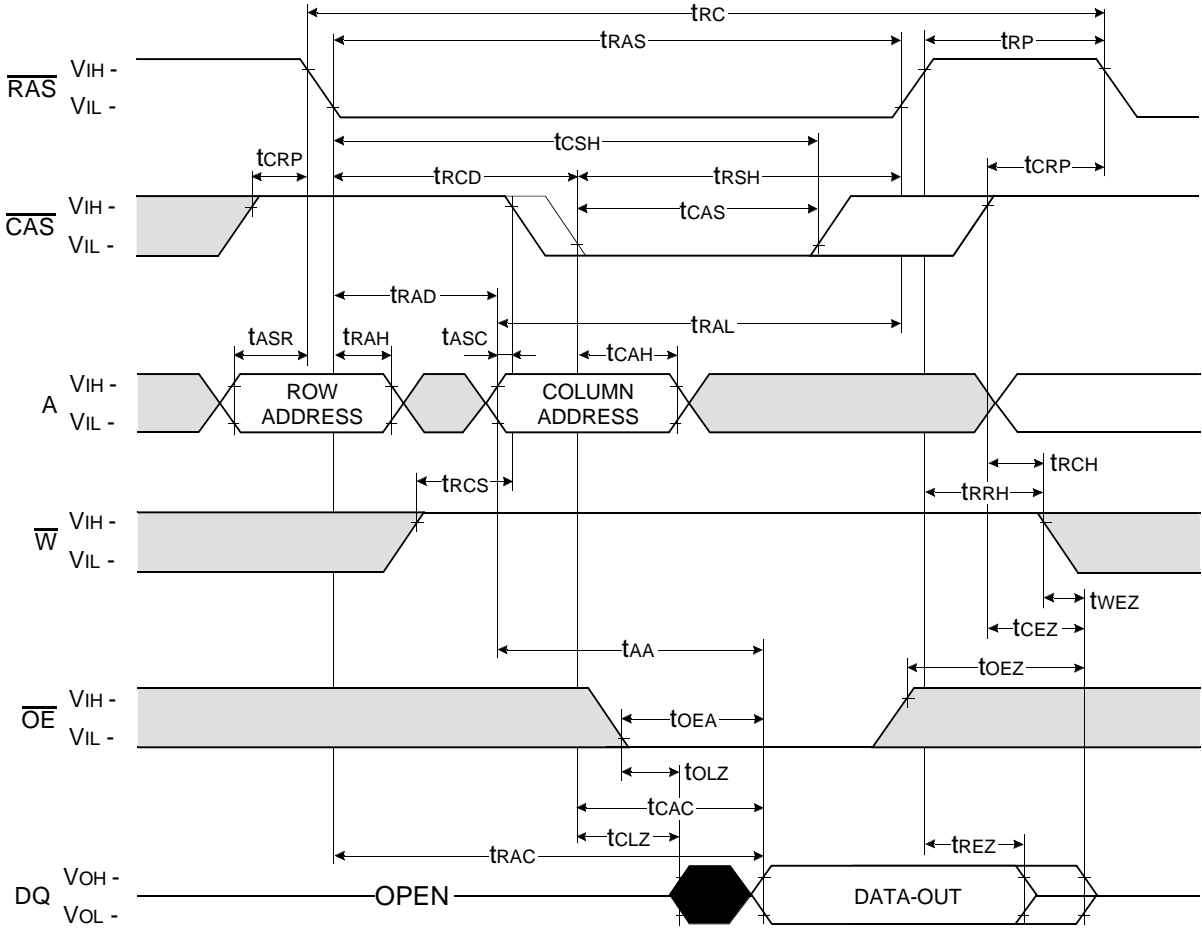 tRC
tRAS
tRP
RAS
VIH -
VIL -
tCSH
tCRP
tRCD
tRSH
tCRP
CAS
VIH -
VIL -
tCAS
tRAD
tRAL
tASR
tRAH
tASC
tCAH
A
VIH -
VIL -
ROW
ADDRESS
COLUMN
ADDRESS
tRCH
tRCS
tRRH
W
VIH -
VIL -
tWEZ
tCEZ
tAA
tOEZ
OE
VIH -
VIL -
tOEA
tOLZ
tCAC
tCLZ
tRAC
tREZ
DQ
VOH -
VOL -
OPEN
DATA-OUT